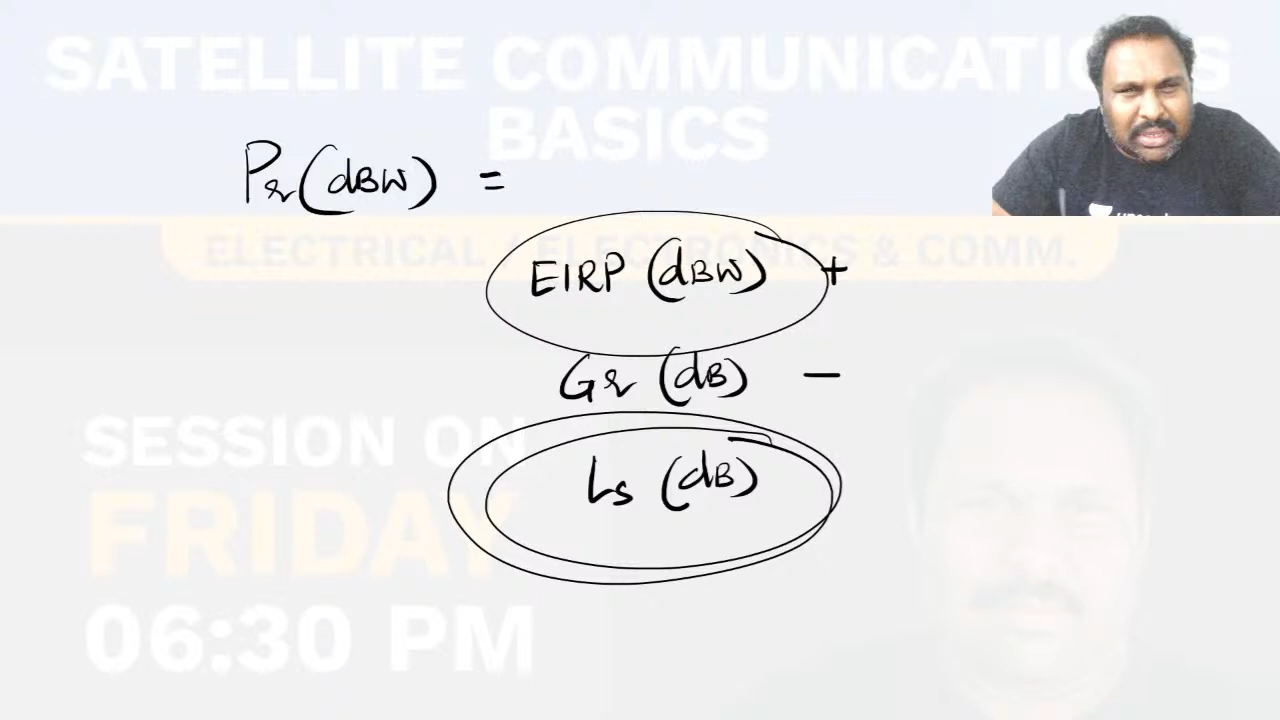 SATELLITE COMMUNICATIONS
BASICS
Pr(dBW) =
ELECTRICAL / ELECTRONICS & COMM.
EIRP (dBW) +
Gr (dB) -
SESSION ON
Ls (dB)
FRIDAY
06:30 PM